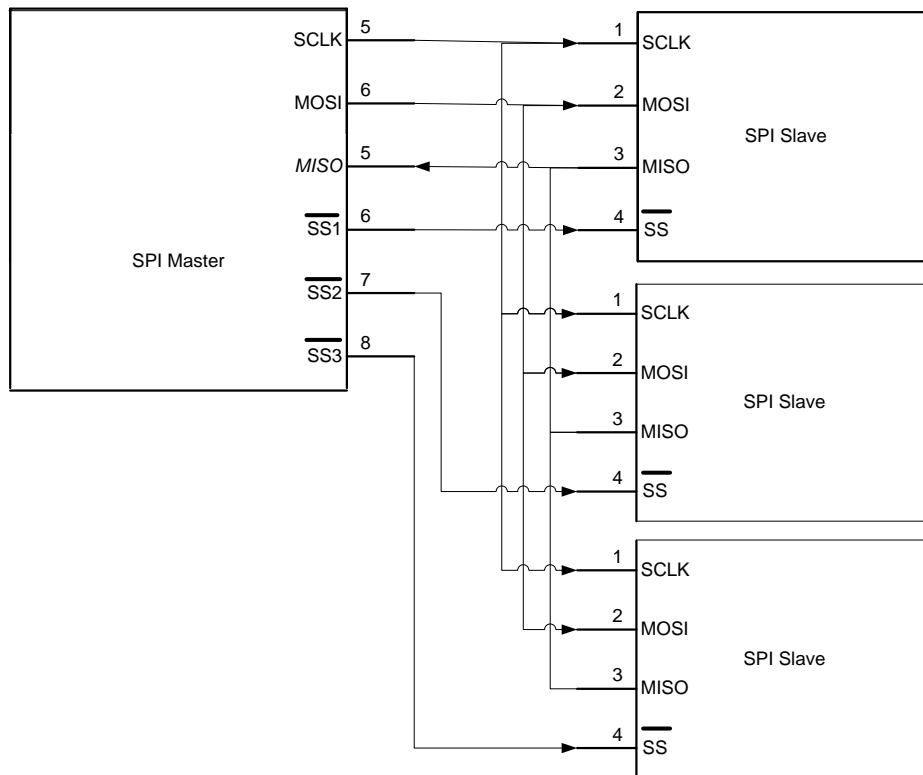 SCLK 5
MOSI 6
MISO 5
SS1 6
SPI Master
SS2 7
SS3 8
1 SCLK
2 MOSI
SPI Slave
3 MISO
4 SS
1 SCLK
2 MOSI
SPI Slave
3 MISO
4 SS
1 SCLK
2 MOSI
SPI Slave
3 MISO
4 SS